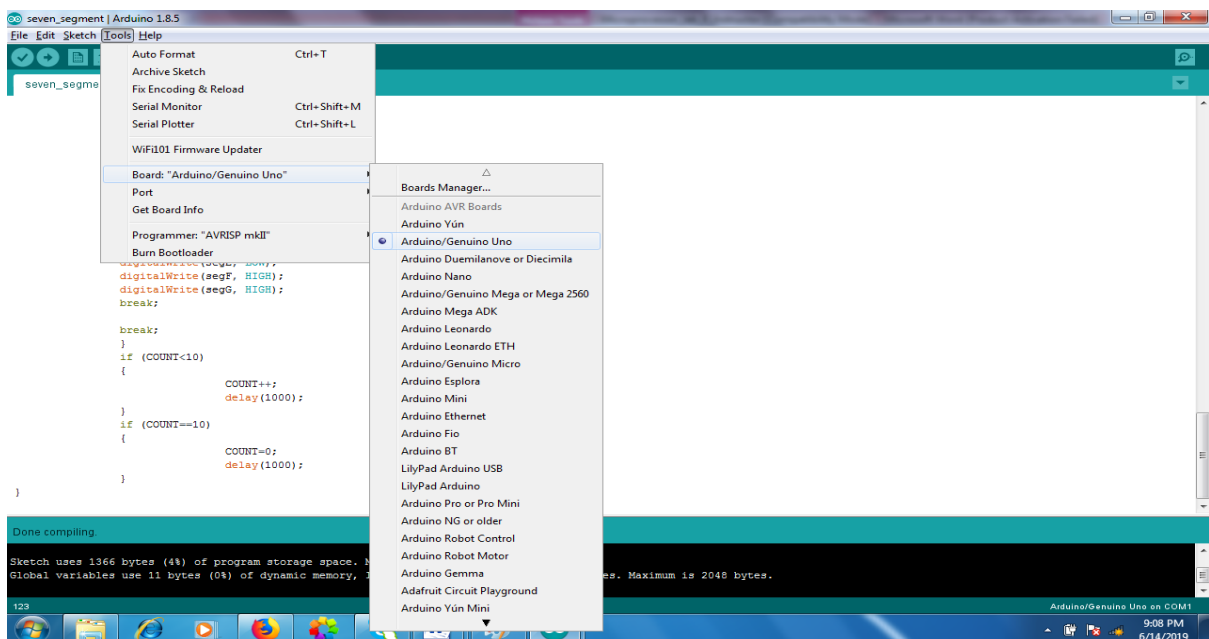 seven_segment | Arduino 1.8.5
File Edit Sketch Tools Help
seven_segme
Auto Format Ctrl+T
Archive Sketch
Fix Encoding & Reload
Serial Monitor Ctrl+Shift+M
Serial Plotter Ctrl+Shift+L
WiFi101 Firmware Updater
Board: "Arduino/Genuino Uno"
Port
Get Board Info
Programmer: "AVRISP mkII"
Burn Bootloader
Boards Manager...
Arduino AVR Boards
Arduino Yún
Arduino/Genuino Uno
Arduino Duemilanove or Diecimila
Arduino Nano
Arduino/Genuino Mega or Mega 2560
Arduino Mega ADK
Arduino Leonardo
Arduino Leonardo ETH
Arduino/Genuino Micro
Arduino Esplora
Arduino Mini
Arduino Ethernet
Arduino Fio
Arduino BT
LilyPad Arduino USB
LilyPad Arduino
Arduino Pro or Pro Mini
Arduino NG or older
Arduino Robot Control
Arduino Robot Motor
Arduino Gemma
Adafruit Circuit Playground
Arduino Yún Mini
digitalWrite(segF, HIGH);
digitalWrite(segG, HIGH);
break;
break;
}
if (COUNT<10)
{
COUNT++;
delay(1000);
}
if (COUNT==10)
{
COUNT=0;
delay(1000);
}
}
Done compiling.
Sketch uses 1366 bytes (4%) of program storage space.
Global variables use 11 bytes (0%) of dynamic memory, es. Maximum is 2048 bytes.
123 Arduino/Genuino Uno on COM1
9:08 PM
6/14/2019